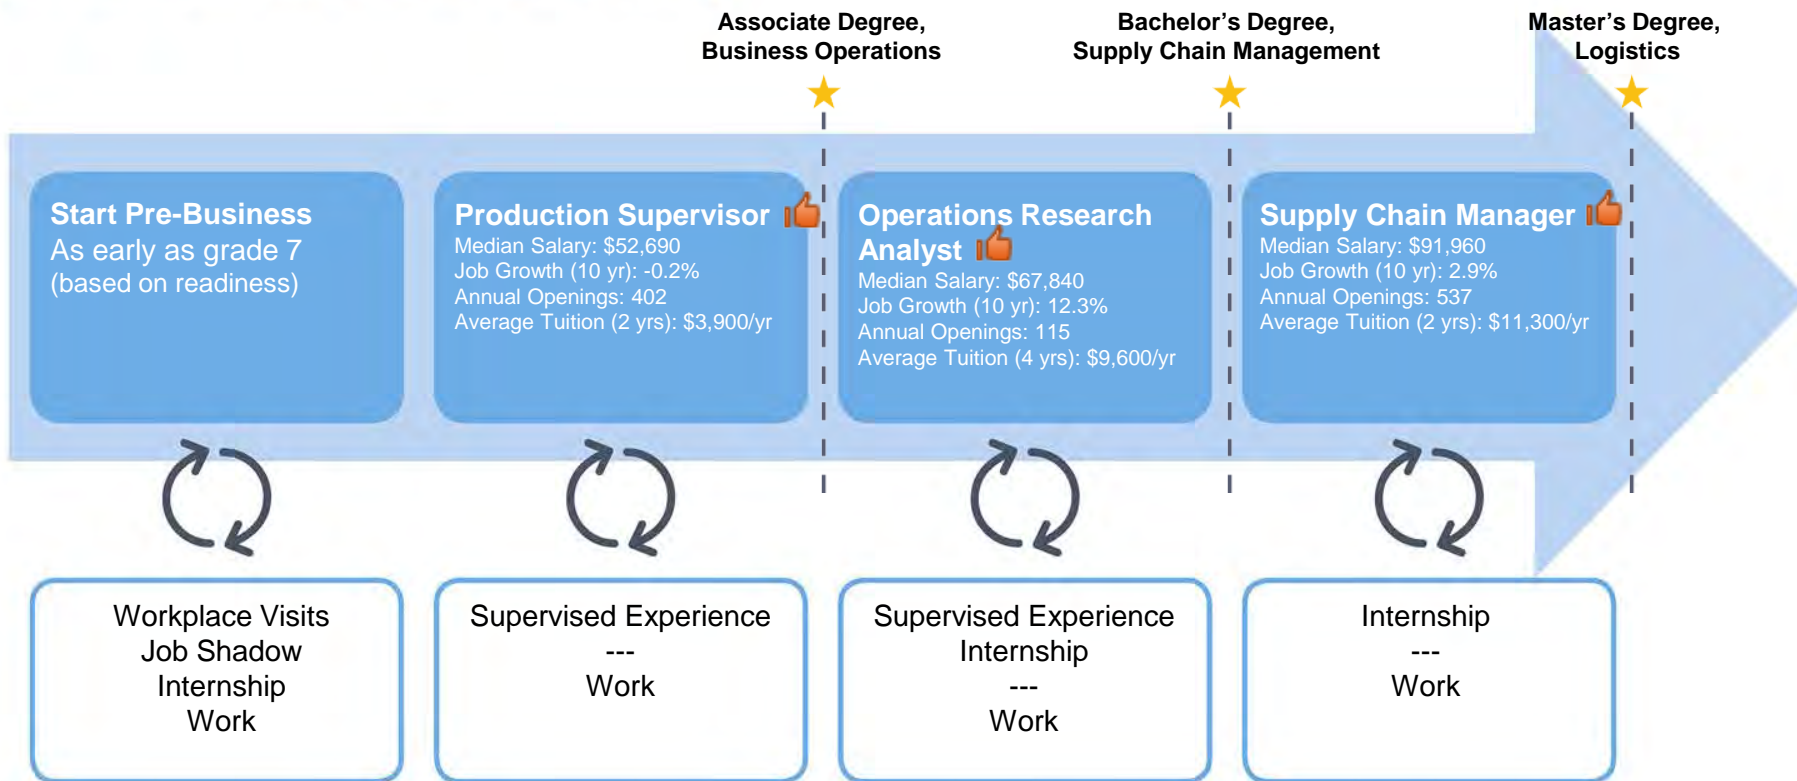 Associate Degree,
Business Operations
Bachelor's Degree,
Supply Chain Management
Master's Degree,
Logistics
Start Pre-Business
As early as grade 7
(based on readiness)
Production Supervisor
Median Salary: $52,690
Job Growth (10 yr): -0.2%
Annual Openings: 402
Average Tuition (2 yrs): $3,900/yr
Operations Research
Analyst
Median Salary: $67,840
Job Growth (10 yr): 12.3%
Annual Openings: 115
Average Tuition (4 yrs): $9,600/yr
Supply Chain Manager
Median Salary: $91,960
Job Growth (10 yr): 2.9%
Annual Openings: 537
Average Tuition (2 yrs): $11,300/yr
Workplace Visits
Job Shadow
Internship
Work
Supervised Experience
---
Work
Supervised Experience
Internship
---
Work
Internship
---
Work